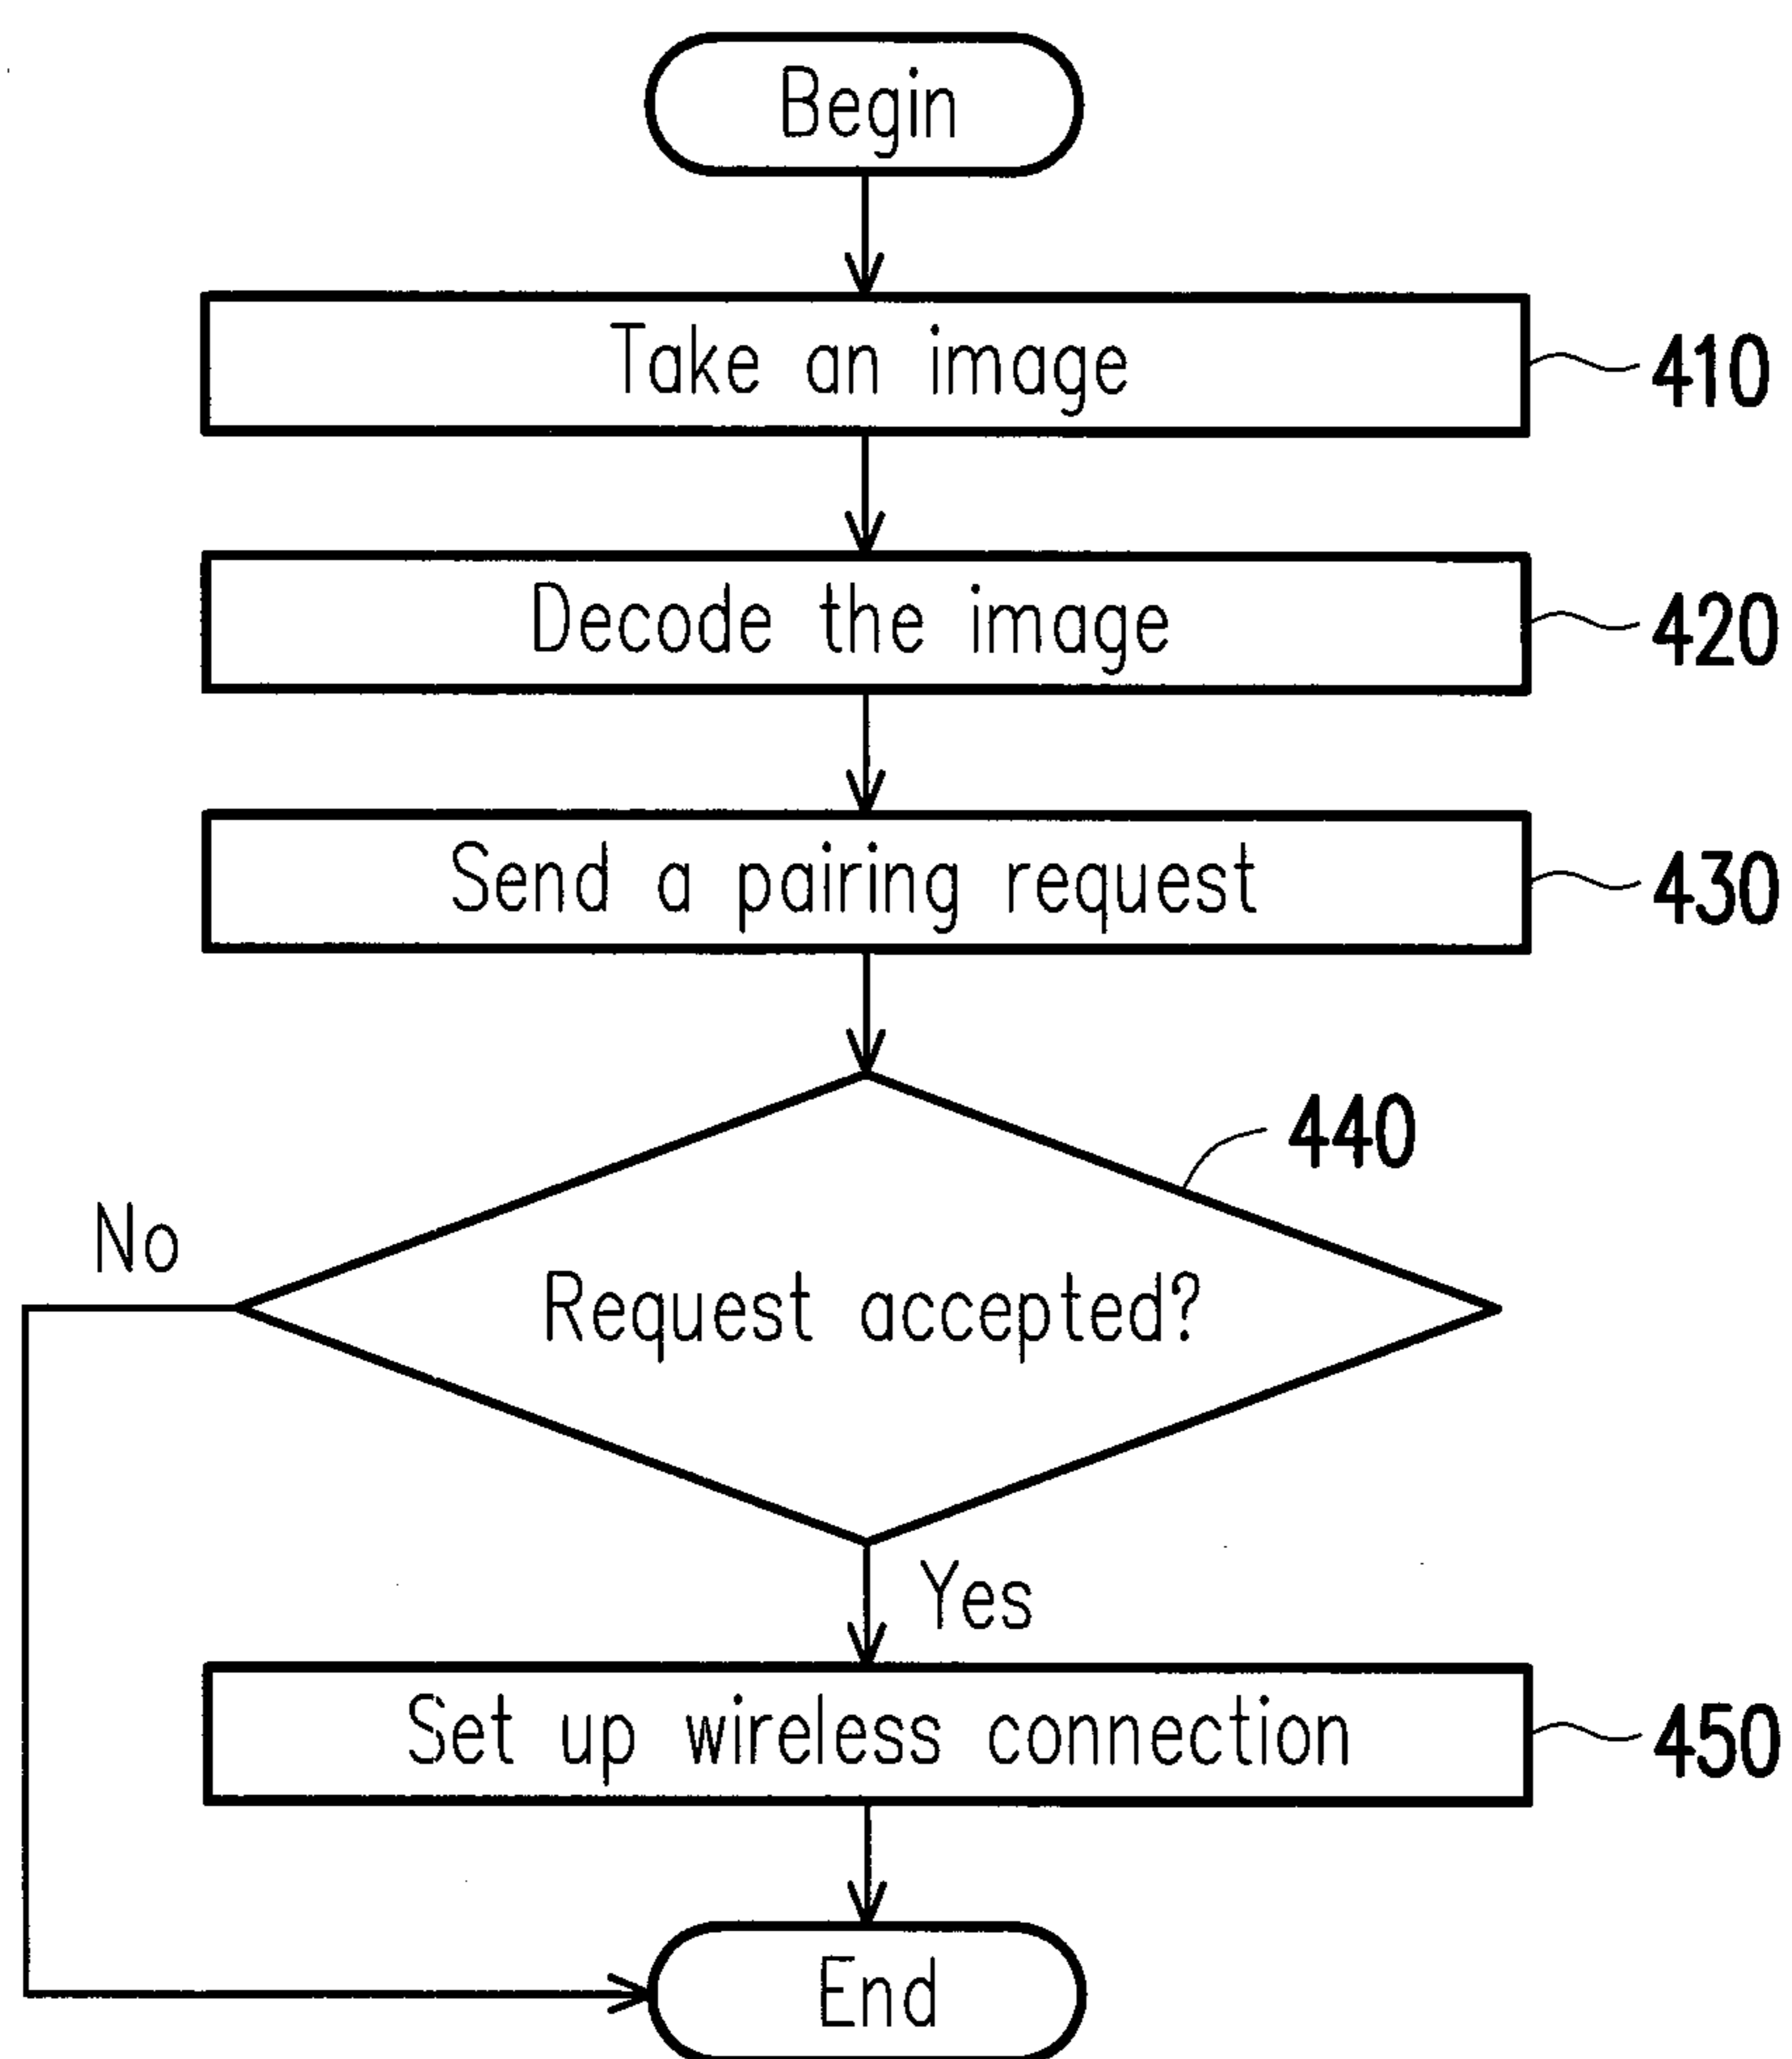 Begin
Take an image 410
Decode the image 420
Send a pairing request 430
440
No
Request accepted?
Yes
Set up wireless connection 450
End